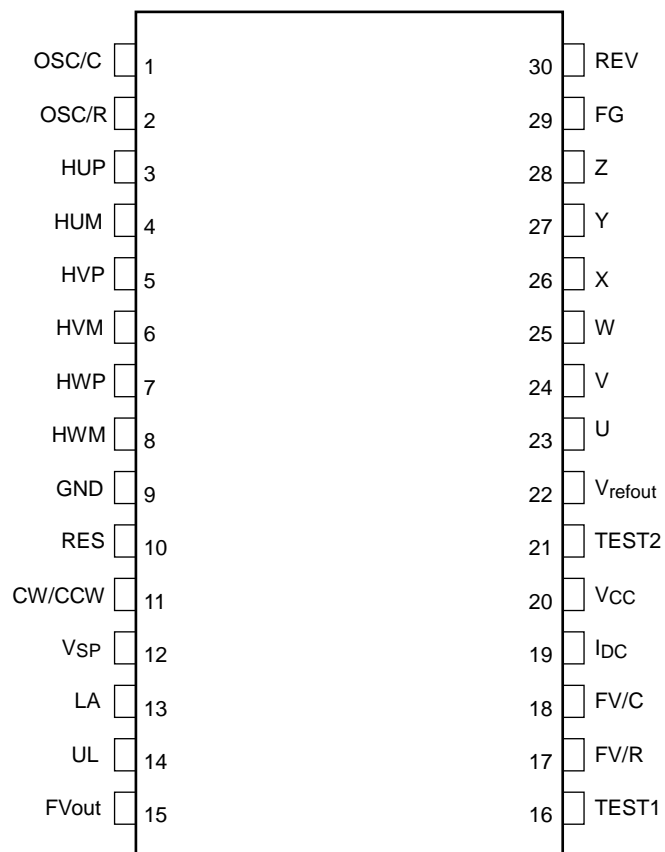 OSC/C 1 30 REV
OSC/R 2 29 FG
HUP 3 28 Z
HUM 4 27 Y
HVP 5 26 X
HVM 6 25 W
HWP 7 24 V
HWM 8 23 U
GND 9 22 Vrefout
RES 10 21 TEST2
CW/CCW 11 20 VCC
VSP 12 19 IDC
LA 13 18 FV/C
UL 14 17 FV/R
FVout 15 16 TEST1